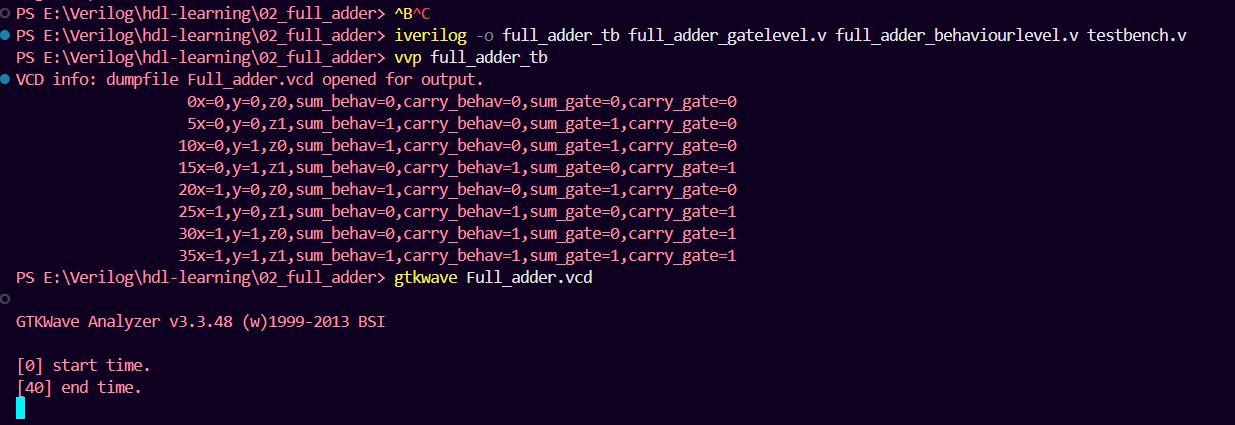 PS E:\Verilog\hdl-learning\02_full_adder> ^B^C
PS E:\Verilog\hdl-learning\02_full_adder> iverilog -o full_adder_tb full_adder_gatelevel.v full_adder_behaviourlevel.v testbench.v
PS E:\Verilog\hdl-learning\02_full_adder> vvp full_adder_tb
VCD info: dumpfile Full_adder.vcd opened for output.
0x=0,y=0,z0,sum_behav=0,carry_behav=0,sum_gate=0,carry_gate=0
5x=0,y=0,z1,sum_behav=1,carry_behav=0,sum_gate=1,carry_gate=0
10x=0,y=1,z0,sum_behav=1,carry_behav=0,sum_gate=1,carry_gate=0
15x=0,y=1,z1,sum_behav=0,carry_behav=1,sum_gate=0,carry_gate=1
20x=1,y=0,z0,sum_behav=1,carry_behav=0,sum_gate=1,carry_gate=0
25x=1,y=0,z1,sum_behav=0,carry_behav=1,sum_gate=0,carry_gate=1
30x=1,y=1,z0,sum_behav=0,carry_behav=1,sum_gate=0,carry_gate=1
35x=1,y=1,z1,sum_behav=1,carry_behav=1,sum_gate=1,carry_gate=1
PS E:\Verilog\hdl-learning\02_full_adder> gtkwave Full_adder.vcd
GTKWave Analyzer v3.3.48 (w)1999-2013 BSI
[0] start time.
[40] end time.